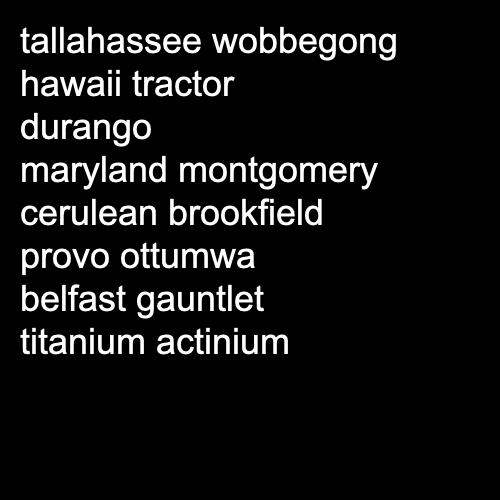 tallahassee wobbegong
hawaii tractor
durango
maryland montgomery
cerulean brookfield
provo ottumwa
belfast gauntlet
titanium actinium